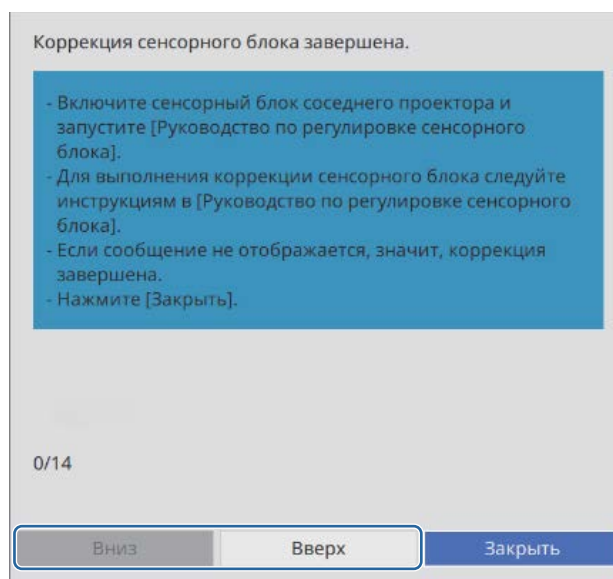 Коррекция сенсорного блока завершена.
- Включите сенсорный блок соседнего проектора и
запустите [Руководство по регулировке сенсорного
блока].
- Для выполнения коррекции сенсорного блока следуйте
инструкциям в [Руководство по регулировке сенсорного
блока].
- Если сообщение не отображается, значит, коррекция
завершена.
- Нажмите [Закрыть].
0/14
Вниз Вверх Закрыть